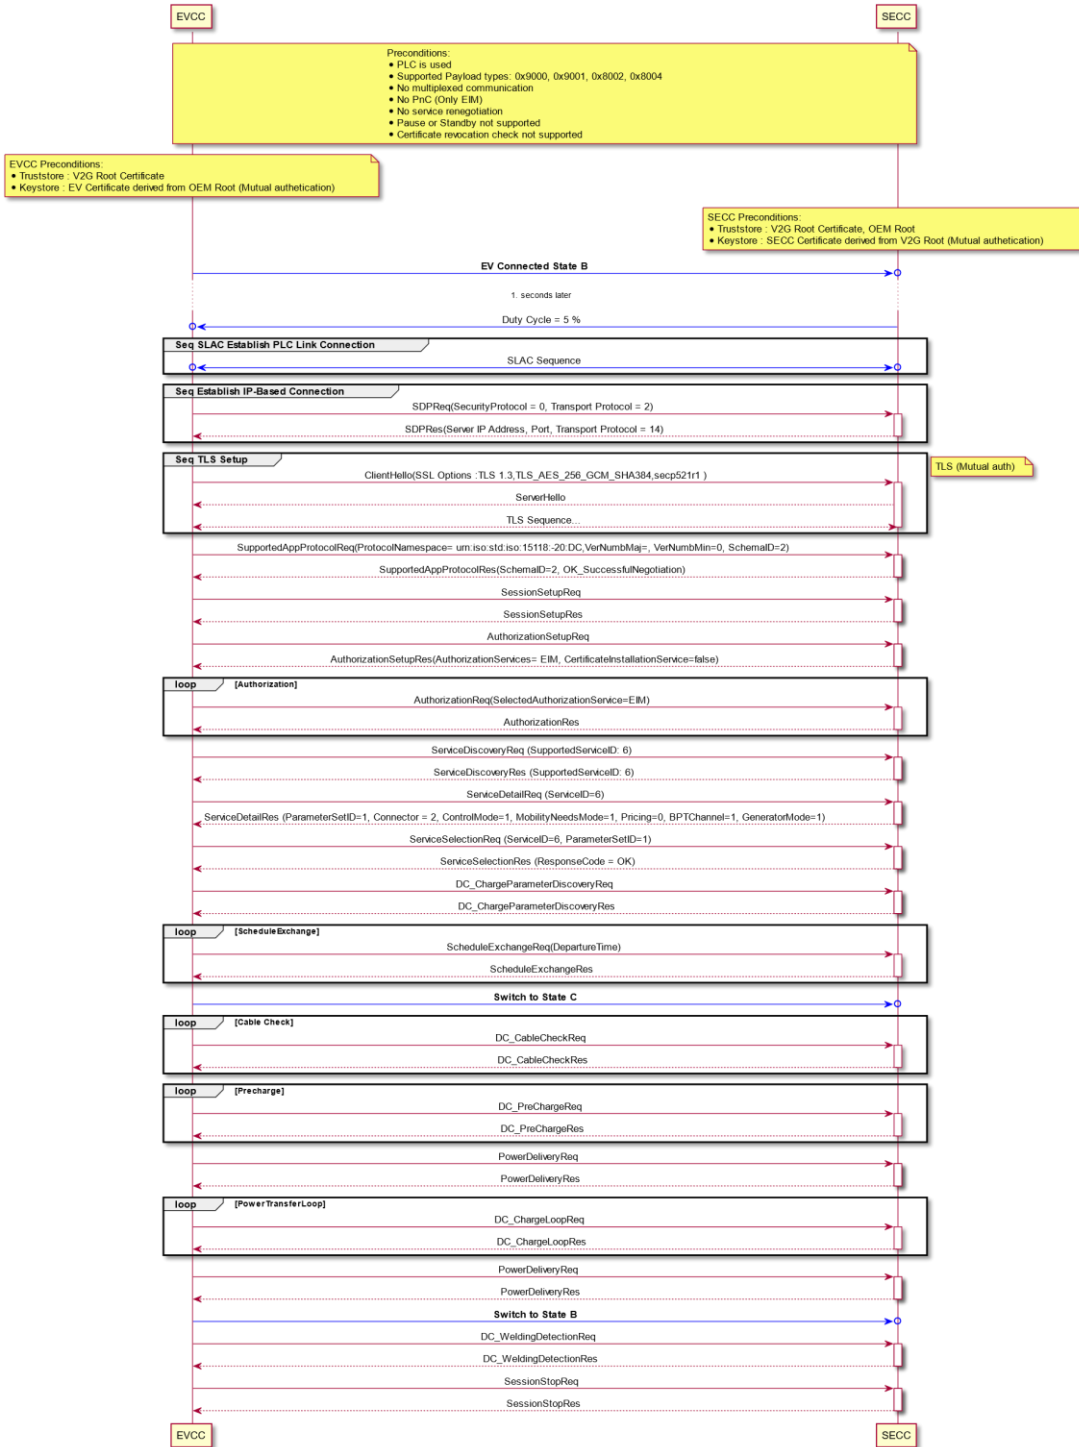 EVCC
SECC
Preconditions:
• PLC is used
• Supported Payload types: 0x9000, 0x9001, 0x8002, 0x8004
• No multiplexed communication
• No PnC (Only EIM)
• No service renegotiation
• Pause or Standby not supported
• Certificate revocation check not supported
EVCC Preconditions:
• Truststore : V2G Root Certificate
• Keystore : EV Certificate derived from OEM Root (Mutual authetication)
SECC Preconditions:
• Truststore : V2G Root Certificate, OEM Root
• Keystore : SECC Certificate derived from V2G Root (Mutual authetication)
EV Connected State B
1. seconds later
Duty Cycle = 5 %
Seq SLAC Establish PLC Link Connection
SLAC Sequence
Seq Establish IP-Based Connection
SDPReq(SecurityProtocol = 0, Transport Protocol = 2)
SDPRes(Server IP Address, Port, Transport Protocol = 14)
Seq TLS Setup
TLS (Mutual auth)
ClientHello(SSL Options :TLS 1.3,TLS_AES_256_GCM_SHA384,secp521r1 )
ServerHello
TLS Sequence...
SupportedAppProtocolReq(ProtocolNamespace= urn:iso:std:iso:15118:-20:DC,VerNumbMaj=, VerNumbMin=0, SchemaID=2)
SupportedAppProtocolRes(SchemaID=2, OK_SuccessfulNegotiation)
SessionSetupReq
SessionSetupRes
AuthorizationSetupReq
AuthorizationSetupRes(AuthorizationServices= EIM, CertificateInstallationService=false)
loop [Authorization]
AuthorizationReq(SelectedAuthorizationService=EIM)
AuthorizationRes
ServiceDiscoveryReq (SupportedServiceID: 6)
ServiceDiscoveryRes (SupportedServiceID: 6)
ServiceDetailReq (ServiceID=6)
ServiceDetailRes (ParameterSetID=1, Connector = 2, ControlMode=1, MobilityNeedsMode=1, Pricing=0, BPTChannel=1, GeneratorMode=1)
ServiceSelectionReq (ServiceID=6, ParameterSetID=1)
ServiceSelectionRes (ResponseCode = OK)
DC_ChargeParameterDiscoveryReq
DC_ChargeParameterDiscoveryRes
loop [ScheduleExchange]
ScheduleExchangeReq(DepartureTime)
ScheduleExchangeRes
Switch to State C
loop [Cable Check]
DC_CableCheckReq
DC_CableCheckRes
loop [Precharge]
DC_PreChargeReq
DC_PreChargeRes
PowerDeliveryReq
PowerDeliveryRes
loop [PowerTransferLoop]
DC_ChargeLoopReq
DC_ChargeLoopRes
PowerDeliveryReq
PowerDeliveryRes
Switch to State B
DC_WeldingDetectionReq
DC_WeldingDetectionRes
SessionStopReq
SessionStopRes
EVCC
SECC